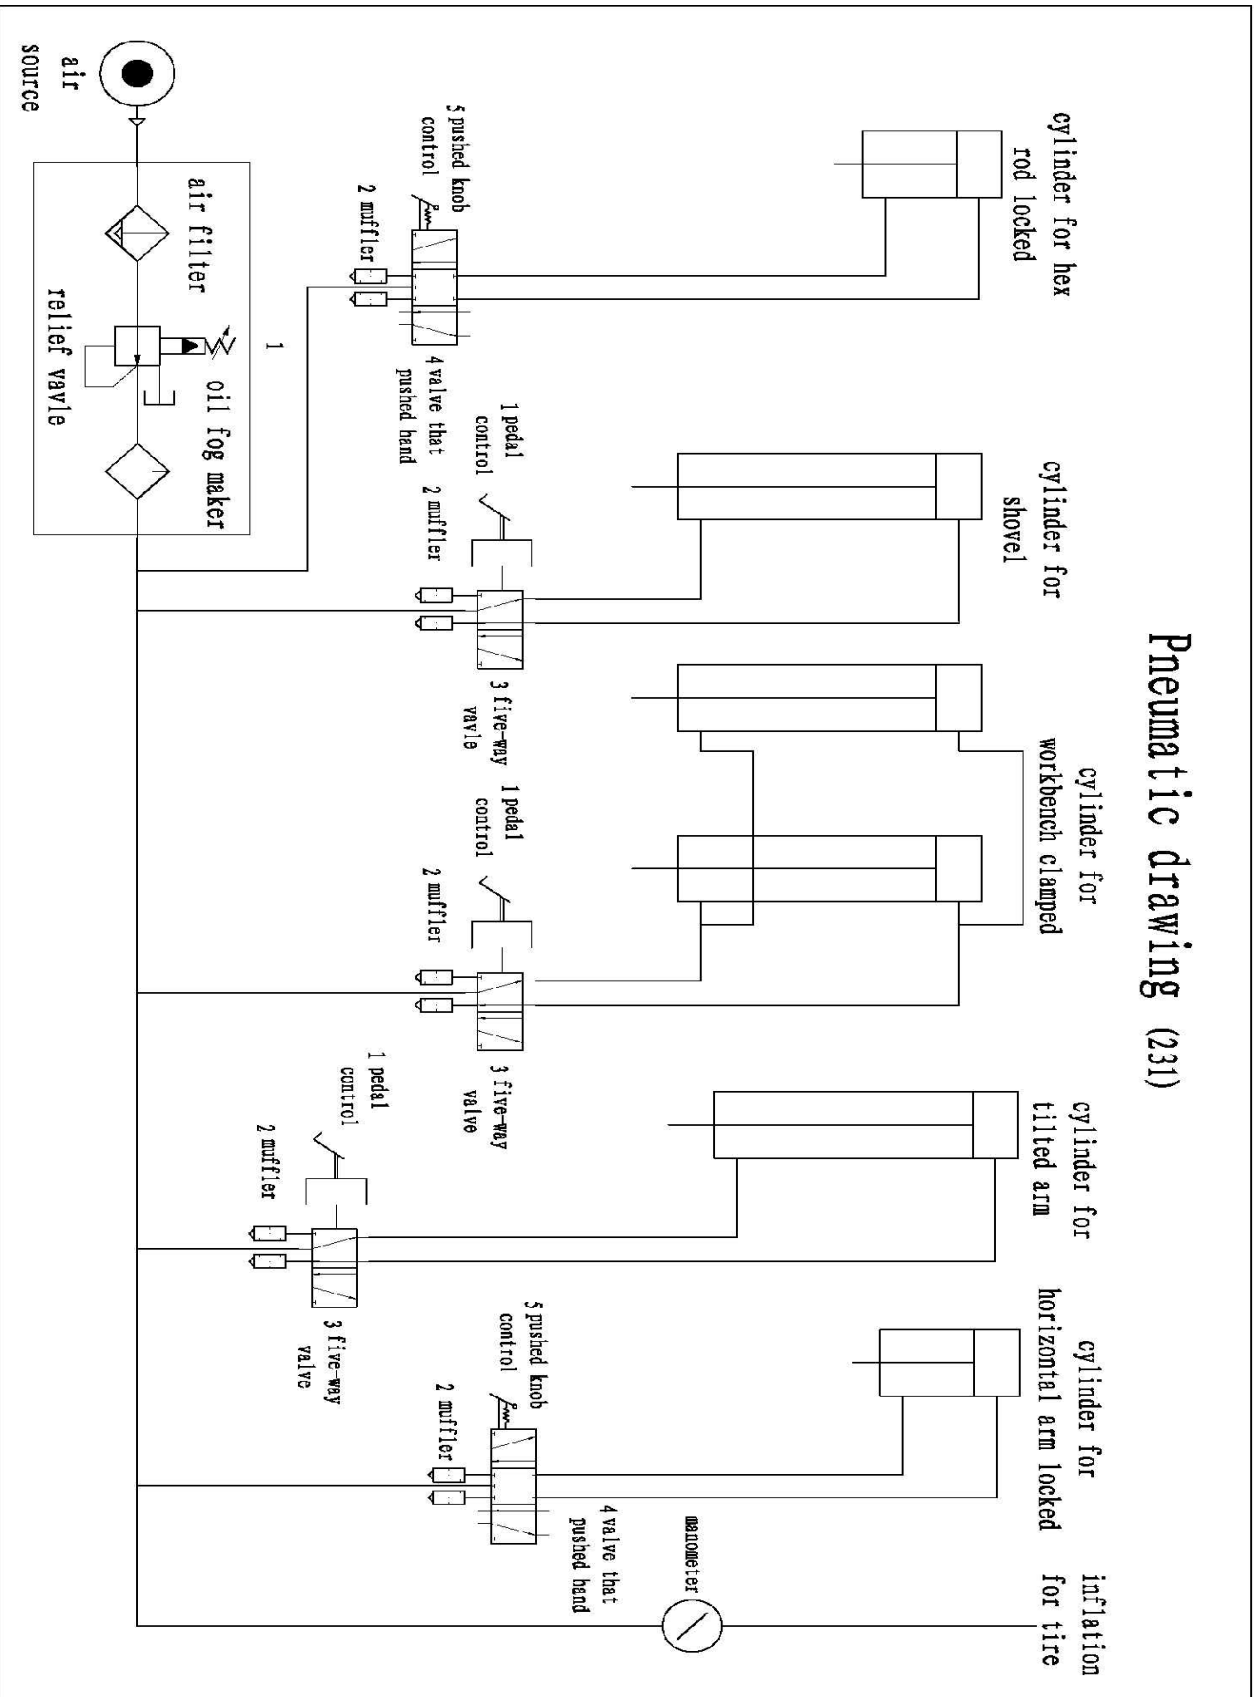 Pneumatic drawing (231)
cylinder for hex
rod locked
cylinder for
shovel
cylinder for
workbench clamped
cylinder for
tilted arm
cylinder for
horizontal arm locked
inflation
for tire
5 pushed knob
control
2 muffler
4 valve that
pushed hand
1 pedal
control
2 muffler
3 five-way
vavle
1 pedal
control
2 muffler
3 five-way
valve
1 pedal
control
2 muffler
3 five-way
valve
5 pushed knob
control
2 muffler
4 valve that
pushed hand
manometer
1
air filter
oil fog maker
relief vavle
air
source